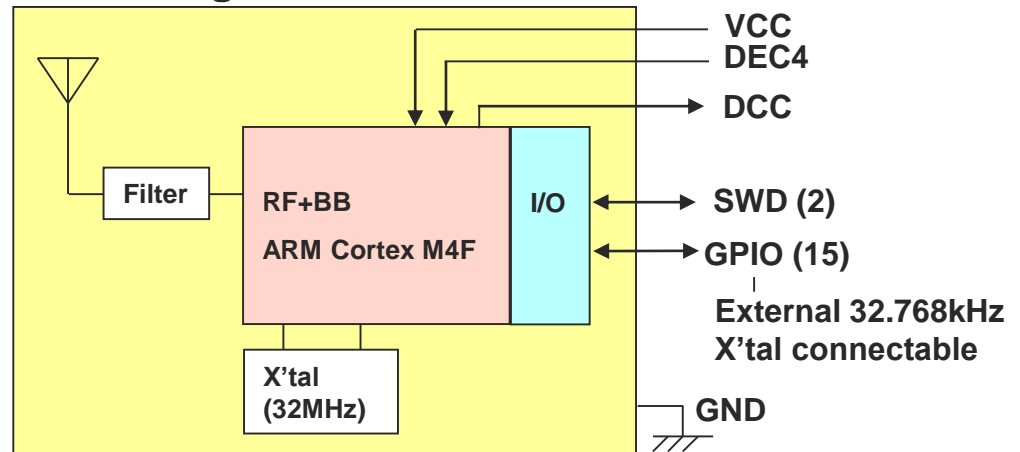 VCC
DEC4
DCC
Filter
RF+BB
ARM Cortex M4F
I/O
SWD (2)
GPIO (15)
External 32.768kHz
X'tal connectable
X'tal
(32MHz)
GND